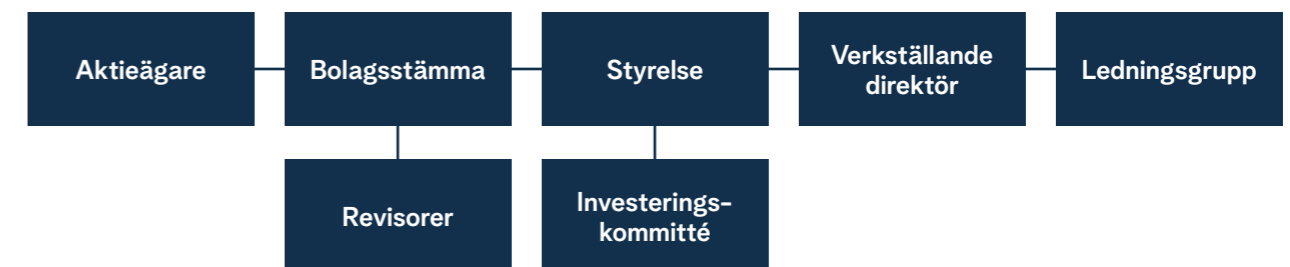 Aktieägare
Bolagsstämma
Styrelse
Verkställande
direktör
Ledningsgrupp
Revisorer
Investerings-
kommitté